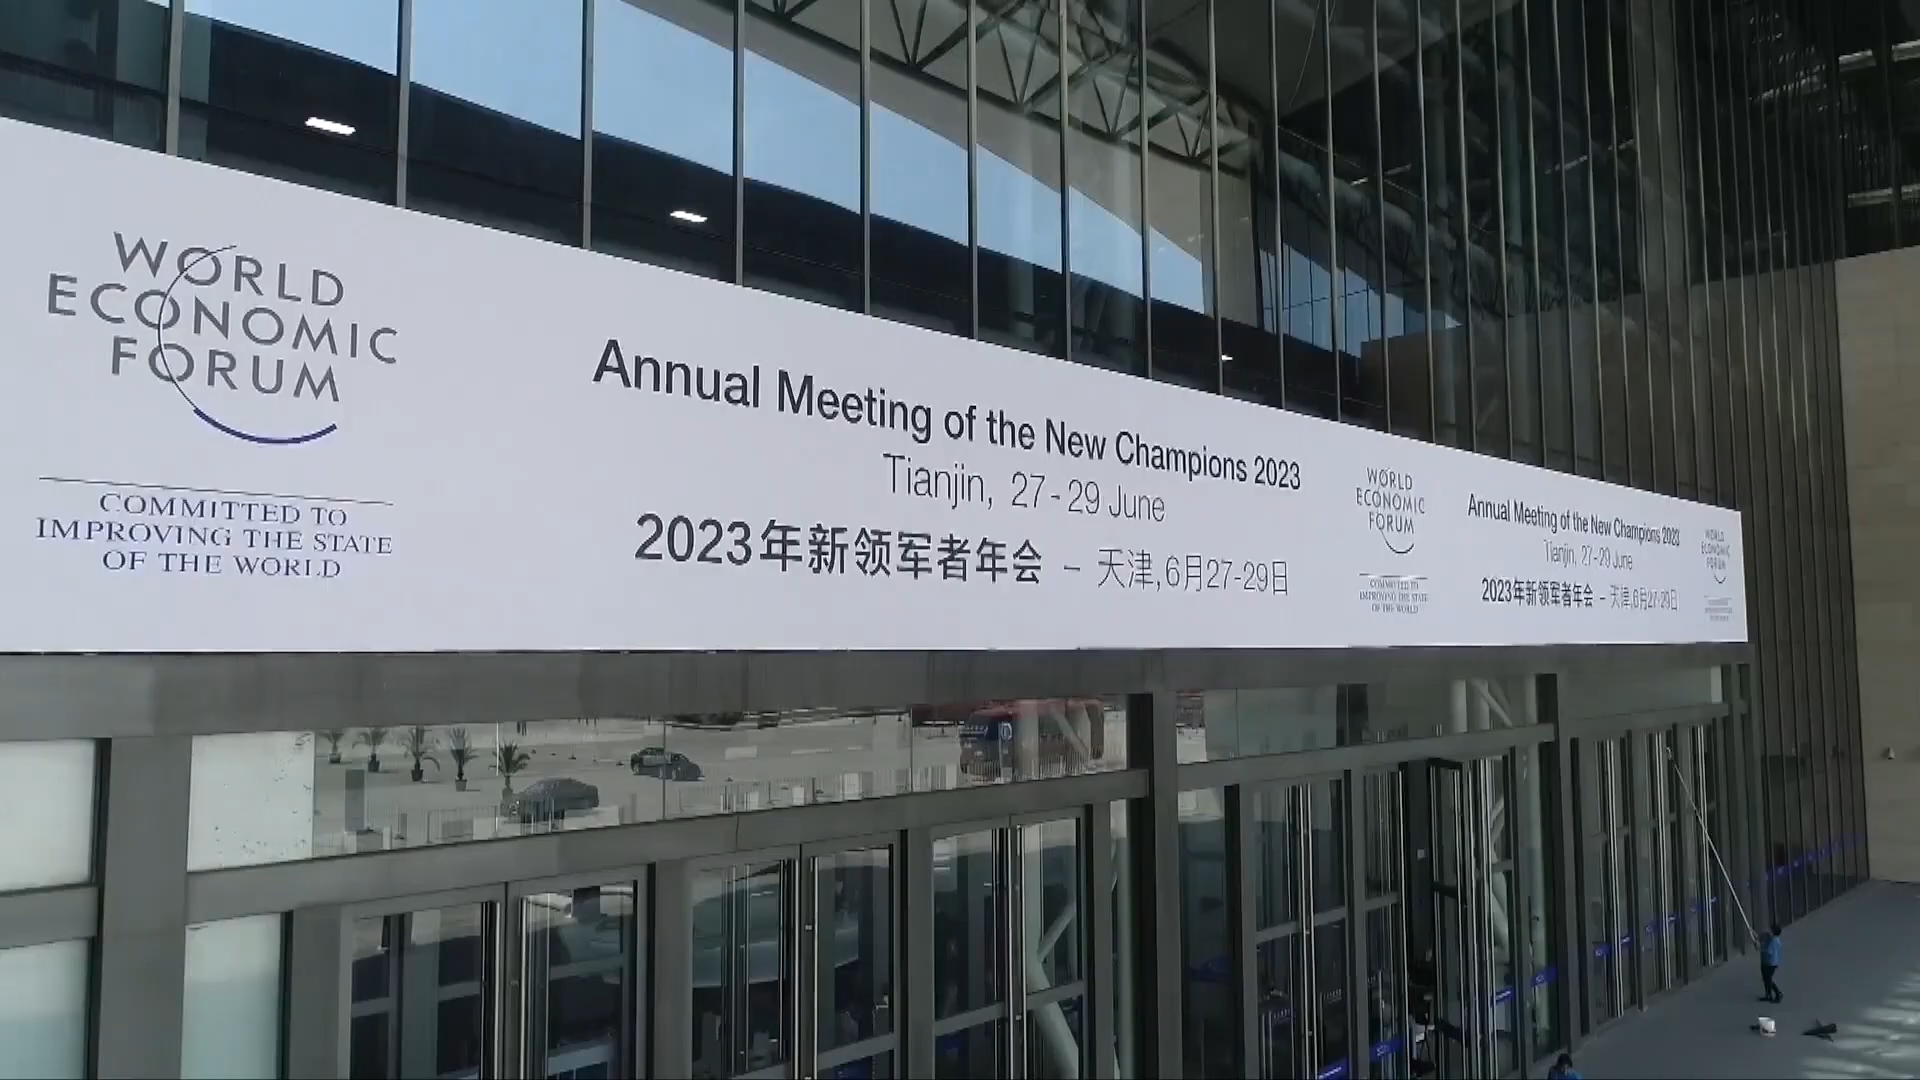 WORLD
ECONOMIC
FORUM
COMMITTED TO
IMPROVING THE STATE
OF THE WORLD
Annual Meeting of the New Champions 2023
Tianjin, 27-29 June
2023年新领军者年会 – 天津,6月27-29日
WORLD
ECONOMIC
FORUM
COMMITTED TO
IMPROVING THE STATE
OF THE WORLD
Annual Meeting of the New Champions 2023
Tianjin, 27-29 June
2023年新领军者年会 – 天津,6月27-29日
WORLD
ECONOMIC
FORUM